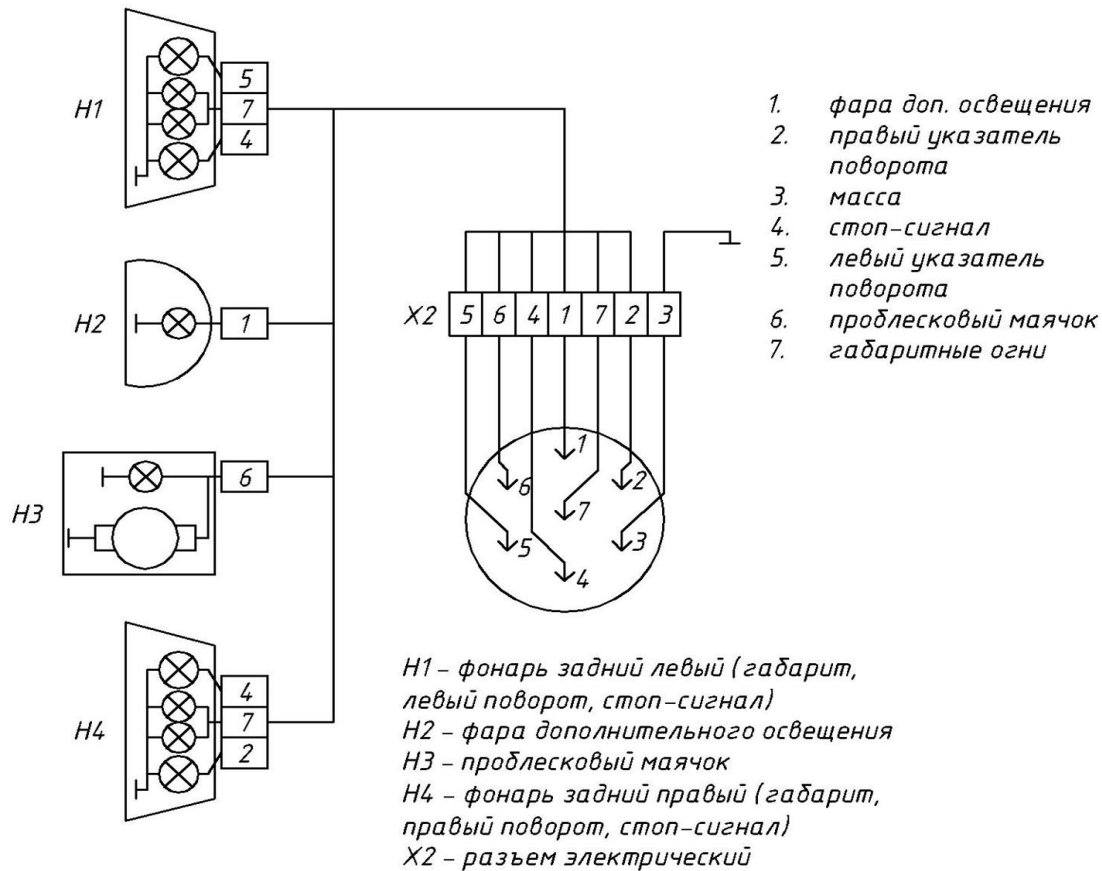 H1
5
7
4
1. фара доп. освещения
2. правый указатель
поворота
3. масса
4. стоп-сигнал
5. левый указатель
поворота
6. проблесковый маячок
7. габаритные огни
H2
1
X2 5 6 4 1 7 2 3
H3
6
1
6
2
7
5
3
4
H4
4
7
2
H1 – фонарь задний левый (габарит,
левый поворот, стоп-сигнал)
H2 – фара дополнительного освещения
H3 – проблесковый маячок
H4 – фонарь задний правый (габарит,
правый поворот, стоп-сигнал)
X2 – разъем электрический